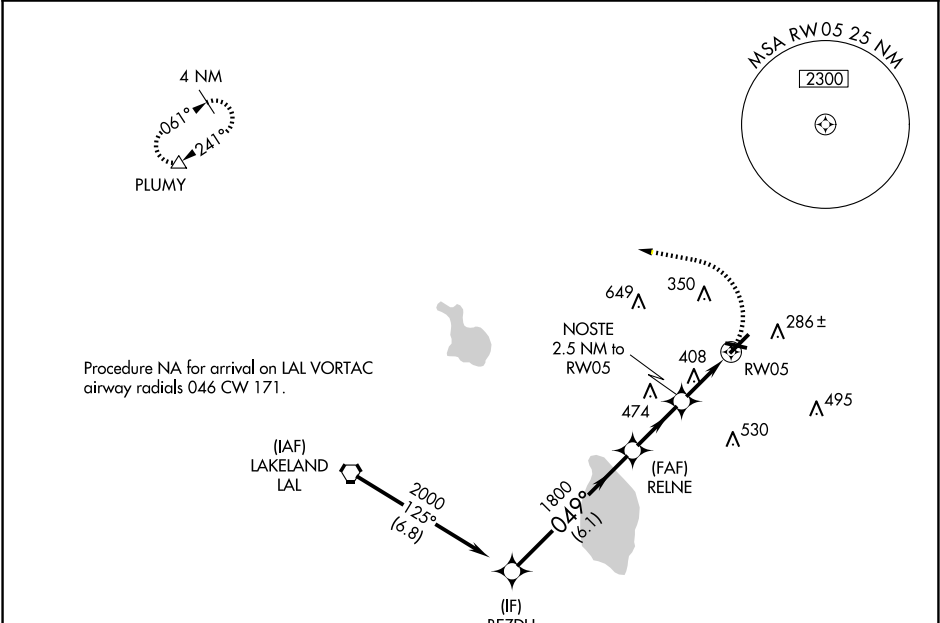 4 NM
061°
241°
PLUMY
MSA RW05 25 NM
2300
649
350
286±
NOSTE
2.5 NM to
RW05
408
RW05
474
495
530
Procedure NA for arrival on LAL VORTAC
airway radials 046 CW 171.
(IAF)
LAKELAND
LAL
2000
125°
(6.8)
1800
049°
(6.1)
(FAF)
RELNE
(IF)